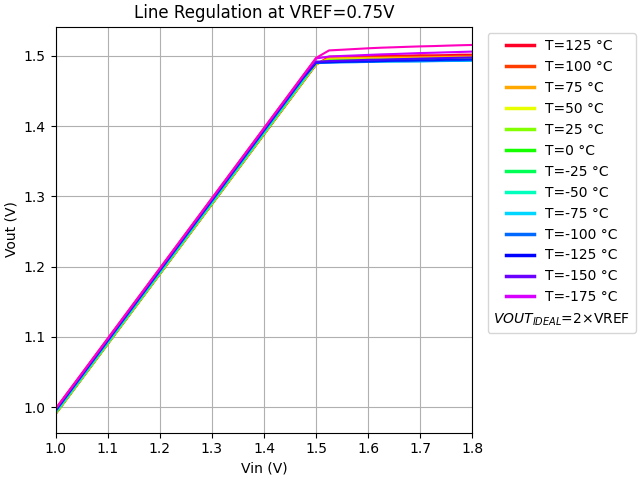 Line Regulation at VREF=0.75V
Vout (V)
1.5
1.4
1.3
1.2
1.1
1.0
1.0 1.1 1.2 1.3 1.4 1.5 1.6 1.7 1.8
Vin (V)
T=125 °C
T=100 °C
T=75 °C
T=50 °C
T=25 °C
T=0 °C
T=-25 °C
T=-50 °C
T=-75 °C
T=-100 °C
T=-125 °C
T=-150 °C
T=-175 °C
VOUT_IDEAL=2×VREF